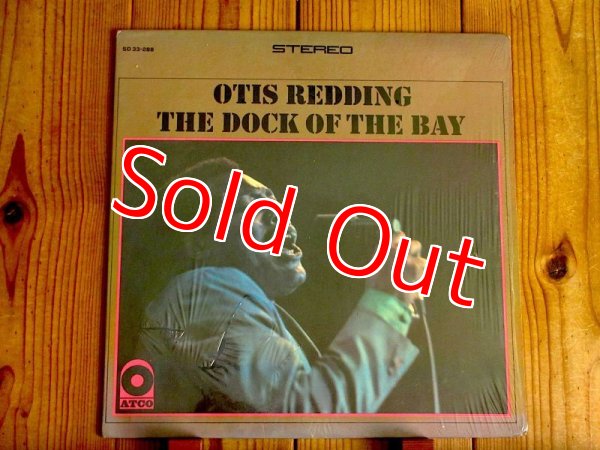 SD 33-288
STEREO
OTIS REDDING
THE DOCK OF THE BAY
Sold Out
ATCO